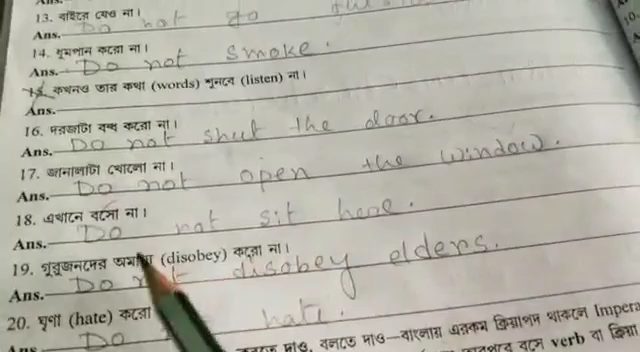 Ans.
13. বাইরে যেও না।
Ans. Do not go
14. ধূমপান করো না।
Ans. Do not smoke.
15. কখনও তার কথা (words) শুনবে (listen) না।
Ans.
16. দরজাটা বন্ধ করো না।
Ans. Do not shut the door.
17. জানালাটা খোলো না।
Ans. Do not open the window.
18. এখানে বসো না।
Ans. Do not sit here.
19. গুরুজনদের (disobey) করো না।
Ans. Do not disobey elders.
20. ঘৃণা (hate) করো
Ans Do hate.
দাও, বলতে দাও—বাংলায় এরকম ক্রিয়াপদ থাকলে Impera
বসে verb বা ক্রিয়া
10.